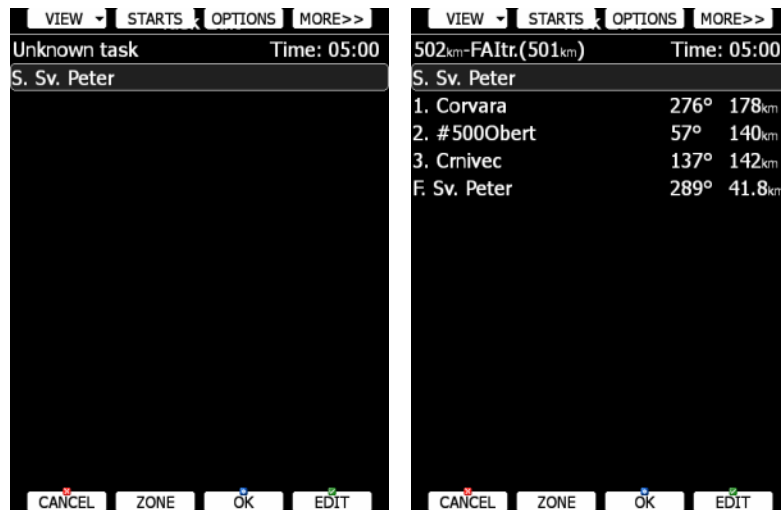 VIEW STARTS OPTIONS MORE>>
Unknown task Time: 05:00
S. Sv. Peter
CANCEL ZONE OK EDIT
VIEW STARTS OPTIONS MORE>>
502km-FAItr.(501km) Time: 05:00
S. Sv. Peter
1. Corvara 276° 178km
2. #500Obert 57° 140km
3. Crnivec 137° 142km
F. Sv. Peter 289° 41.8km
CANCEL ZONE OK EDIT